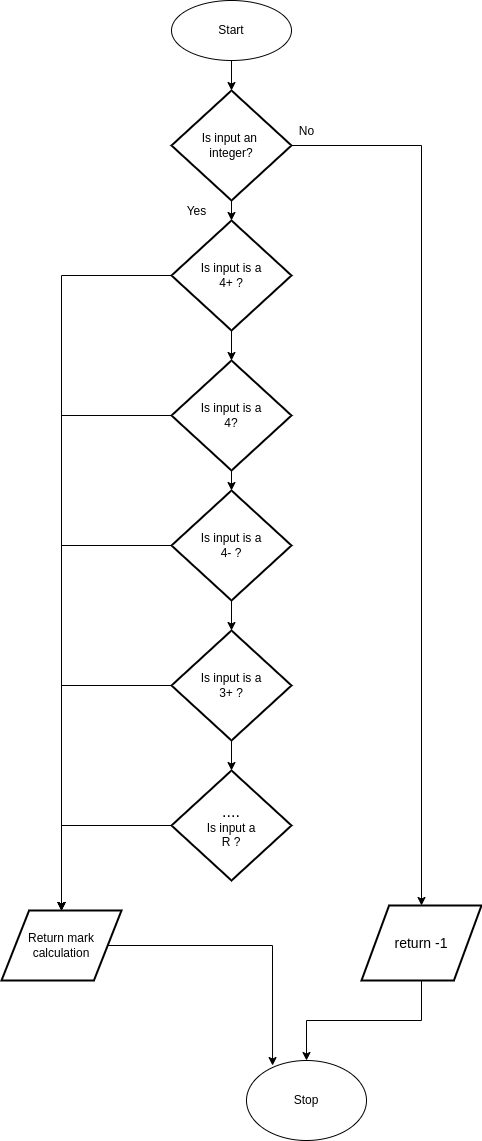 Start
Is input an
integer?
No
Yes
Is input is a
4+ ?
Is input is a
4?
Is input is a
4- ?
Is input is a
3+ ?
....
Is input a
R ?
Return mark
calculation
return -1
Stop